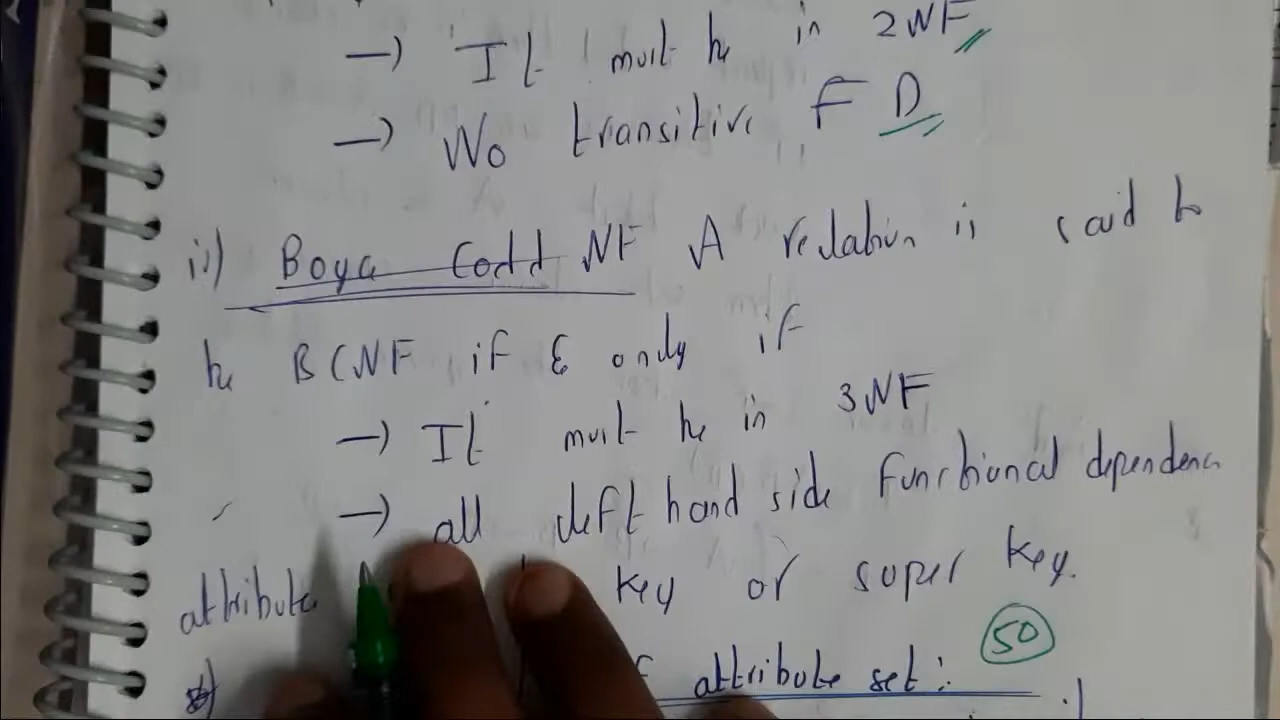 → It must be in 2NF
→ No transitive FD
ii) Boyce Codd NF A relation is said to
be BCNF if & only if
→ It must be in 3NF
→ all left hand side functional dependency
attribute key or super key.
50
attribute set: